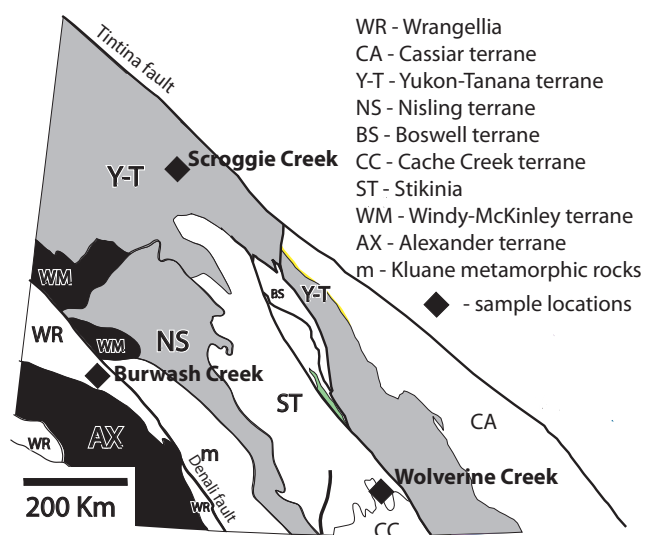 Tintina fault
WR - Wrangellia
CA - Cassiar terrane
Y-T - Yukon-Tanana terrane
NS - Nisling terrane
BS - Boswell terrane
CC - Cache Creek terrane
ST - Stikinia
WM - Windy-McKinley terrane
AX - Alexander terrane
m - Kluane metamorphic rocks
- sample locations
Scroggie Creek
Y-T
WM
BS
Y-T
WR
WM
NS
Burwash Creek
ST
CA
WR
AX
m
Denali fault
Wolverine Creek
200 Km
WR
CC